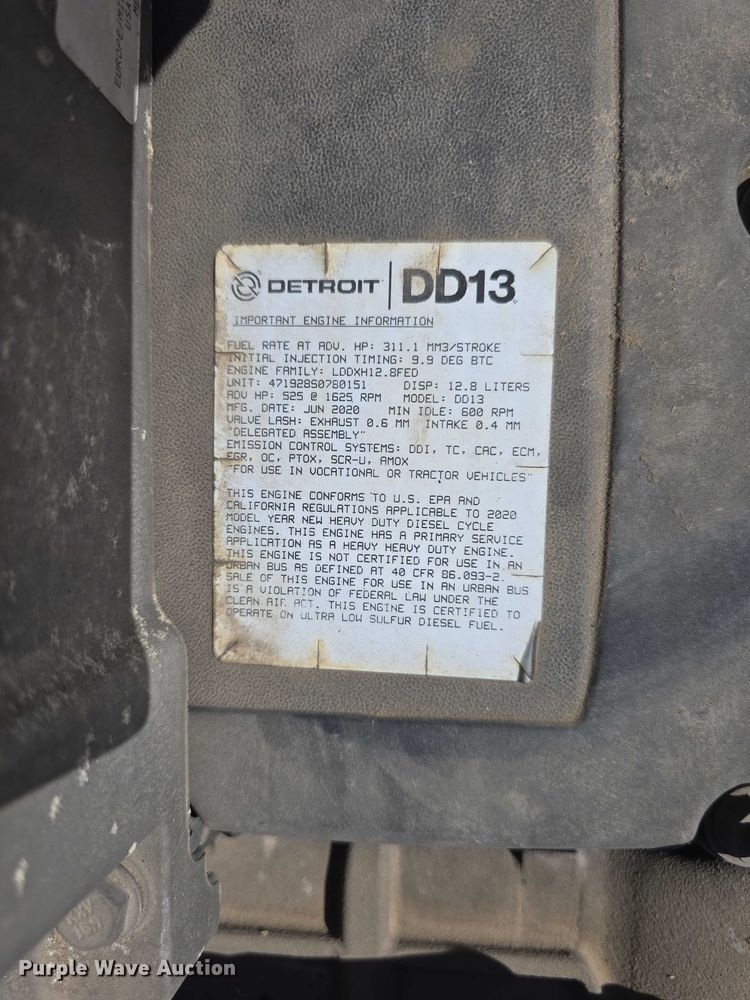 EUROPE/MI
USA
DETROIT DD13
IMPORTANT ENGINE INFORMATION
FUEL RATE AT ADV. HP: 311.1 MM3/STROKE
INITIAL INJECTION TIMING: 9.9 DEG BTC
ENGINE FAMILY: LDDXH12.8FED
UNIT: 471928S0780151 DISP: 12.8 LITERS
ADV HP: 525 @ 1625 RPM MODEL: DD13
MFG. DATE: JUN 2020 MIN IDLE: 600 RPM
VALVE LASH: EXHAUST 0.6 MM INTAKE 0.4 MM
"DELEGATED ASSEMBLY"
EMISSION CONTROL SYSTEMS: DDI, TC, CAC, ECM,
EGR, OC, PTOX, SCR-U, AMOX
"FOR USE IN VOCATIONAL OR TRACTOR VEHICLES"
THIS ENGINE CONFORMS TO U.S. EPA AND
CALIFORNIA REGULATIONS APPLICABLE TO 2020
MODEL YEAR NEW HEAVY DUTY DIESEL CYCLE
ENGINES. THIS ENGINE HAS A PRIMARY SERVICE
APPLICATION AS A HEAVY HEAVY DUTY ENGINE.
THIS ENGINE IS NOT CERTIFIED FOR USE IN AN
URBAN BUS AS DEFINED AT 40 CFR 86.093-2.
SALE OF THIS ENGINE FOR USE IN AN URBAN BUS
IS A VIOLATION OF FEDERAL LAW UNDER THE
CLEAN AIR ACT. THIS ENGINE IS CERTIFIED TO
OPERATE ON ULTRA LOW SULFUR DIESEL FUEL.
Purple Wave Auction